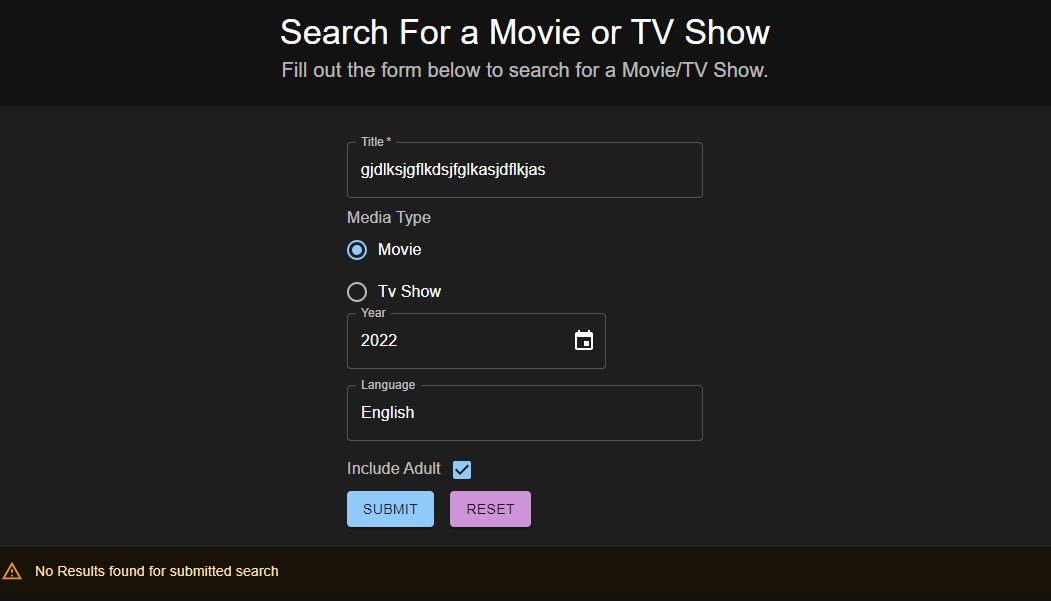 Search For a Movie or TV Show
Fill out the form below to search for a Movie/TV Show.
Title *
gjdlksjgflkdsjfglkasjdflkjas
Media Type
Movie
Tv Show
Year
2022
Language
English
Include Adult
SUBMIT RESET
No Results found for submitted search